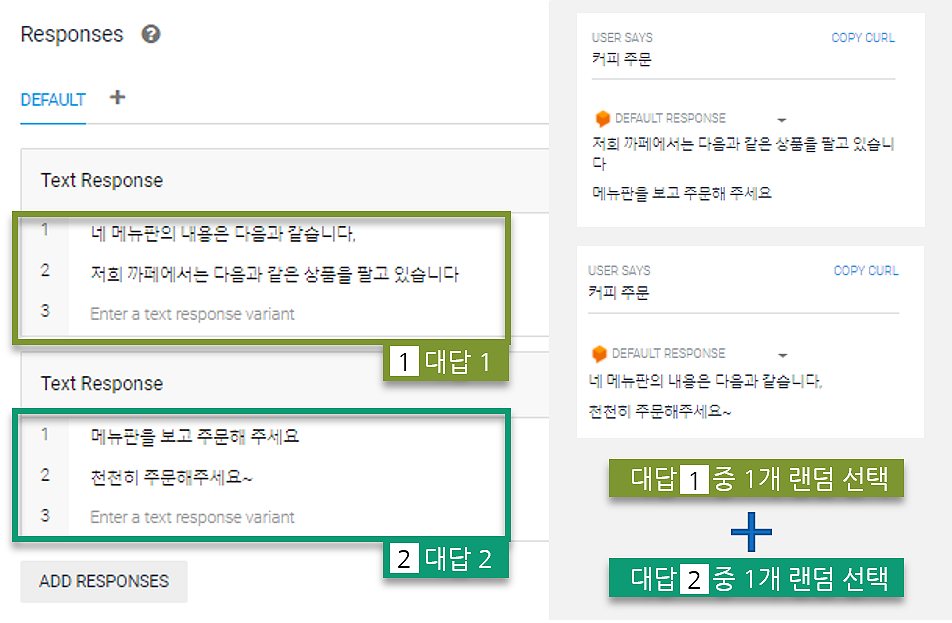 Responses ?
DEFAULT +
Text Response
1 네 메뉴판의 내용은 다음과 같습니다.
2 저희 까페에서는 다음과 같은 상품을 팔고 있습니다
3 Enter a text response variant
1 대답 1
Text Response
1 메뉴판을 보고 주문해 주세요
2 천천히 주문해주세요~
3 Enter a text response variant
2 대답 2
ADD RESPONSES
USER SAYS COPY CURL
커피 주문
DEFAULT RESPONSE
저희 까페에서는 다음과 같은 상품을 팔고 있습니
다
메뉴판을 보고 주문해 주세요
USER SAYS COPY CURL
커피 주문
DEFAULT RESPONSE
네 메뉴판의 내용은 다음과 같습니다.
천천히 주문해주세요~
대답 1 중 1개 랜덤 선택
+
대답 2 중 1개 랜덤 선택